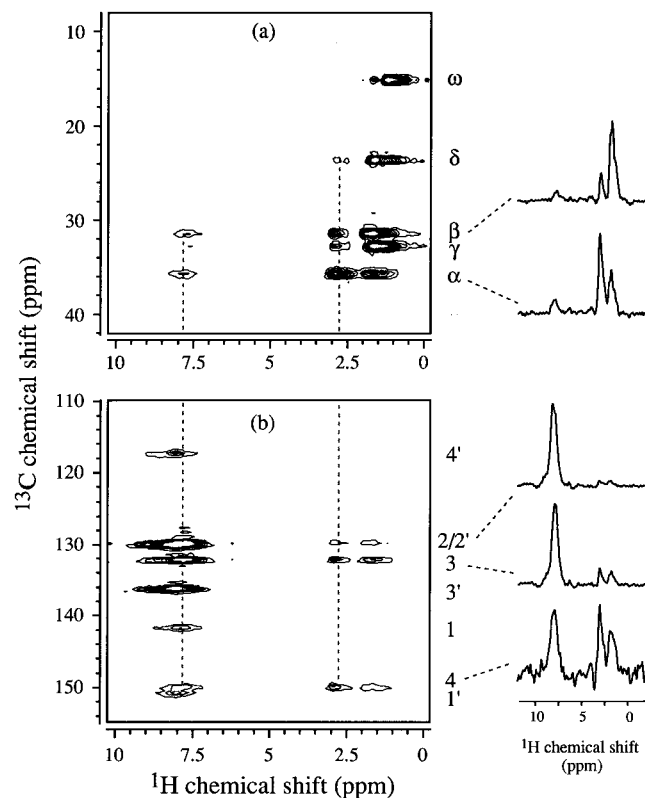 (a)
10
20
30
40
ω
δ
β
γ
α
10
7.5
5
2.5
0
13C chemical shift (ppm)
(b)
110
120
130
140
150
4'
2/2'
3
3'
1
4
1'
10
7.5
5
2.5
0
1H chemical shift (ppm)
10
5
0
1H chemical shift
(ppm)